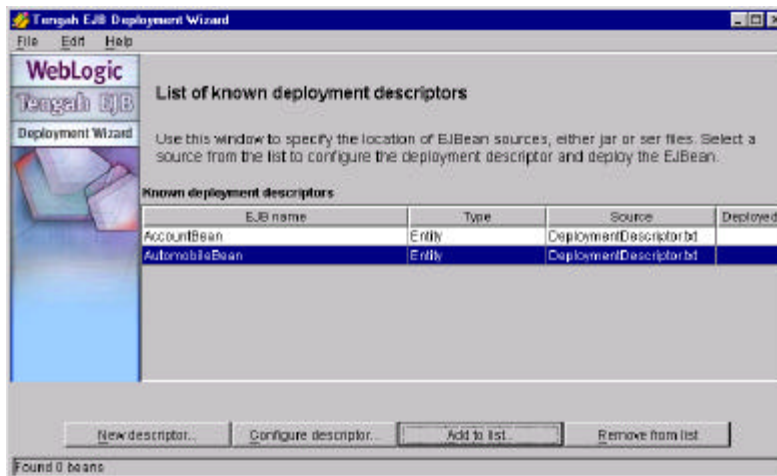 Tengah EJB Deployment Wizard
File Edit Help
WebLogic
Tengah EJB
Deployment Wizard
List of known deployment descriptors
Use this window to specify the location of EJBean sources, either jar or ser files. Select a
source from the list to configure the deployment descriptor and deploy the EJBean.
Known deployment descriptors
EJB name Type Source Deployed
AccountBean Entity DeploymentDescriptor.txt
AutomobileBean Entity DeploymentDescriptor.txt
New descriptor... Configure descriptor... Add to list... Remove from list
Found 0 beans